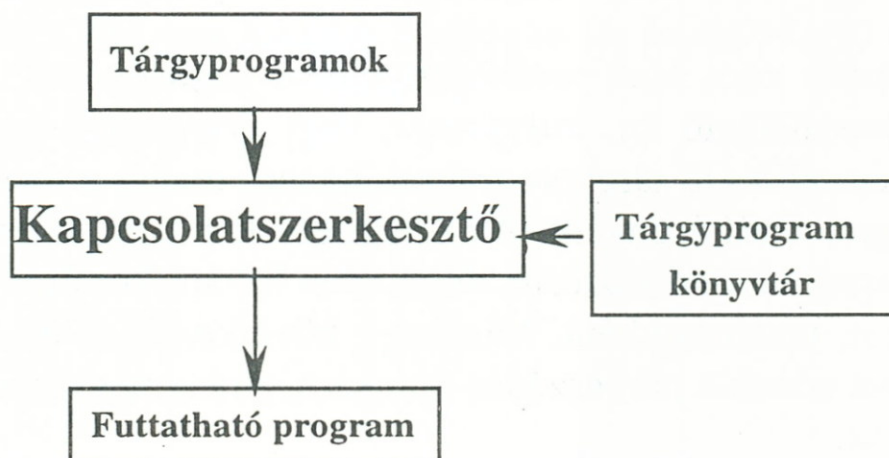 Tárgyprogramok
Kapcsolatszerkesztő
Tárgyprogram
könyvtár
Futtatható program